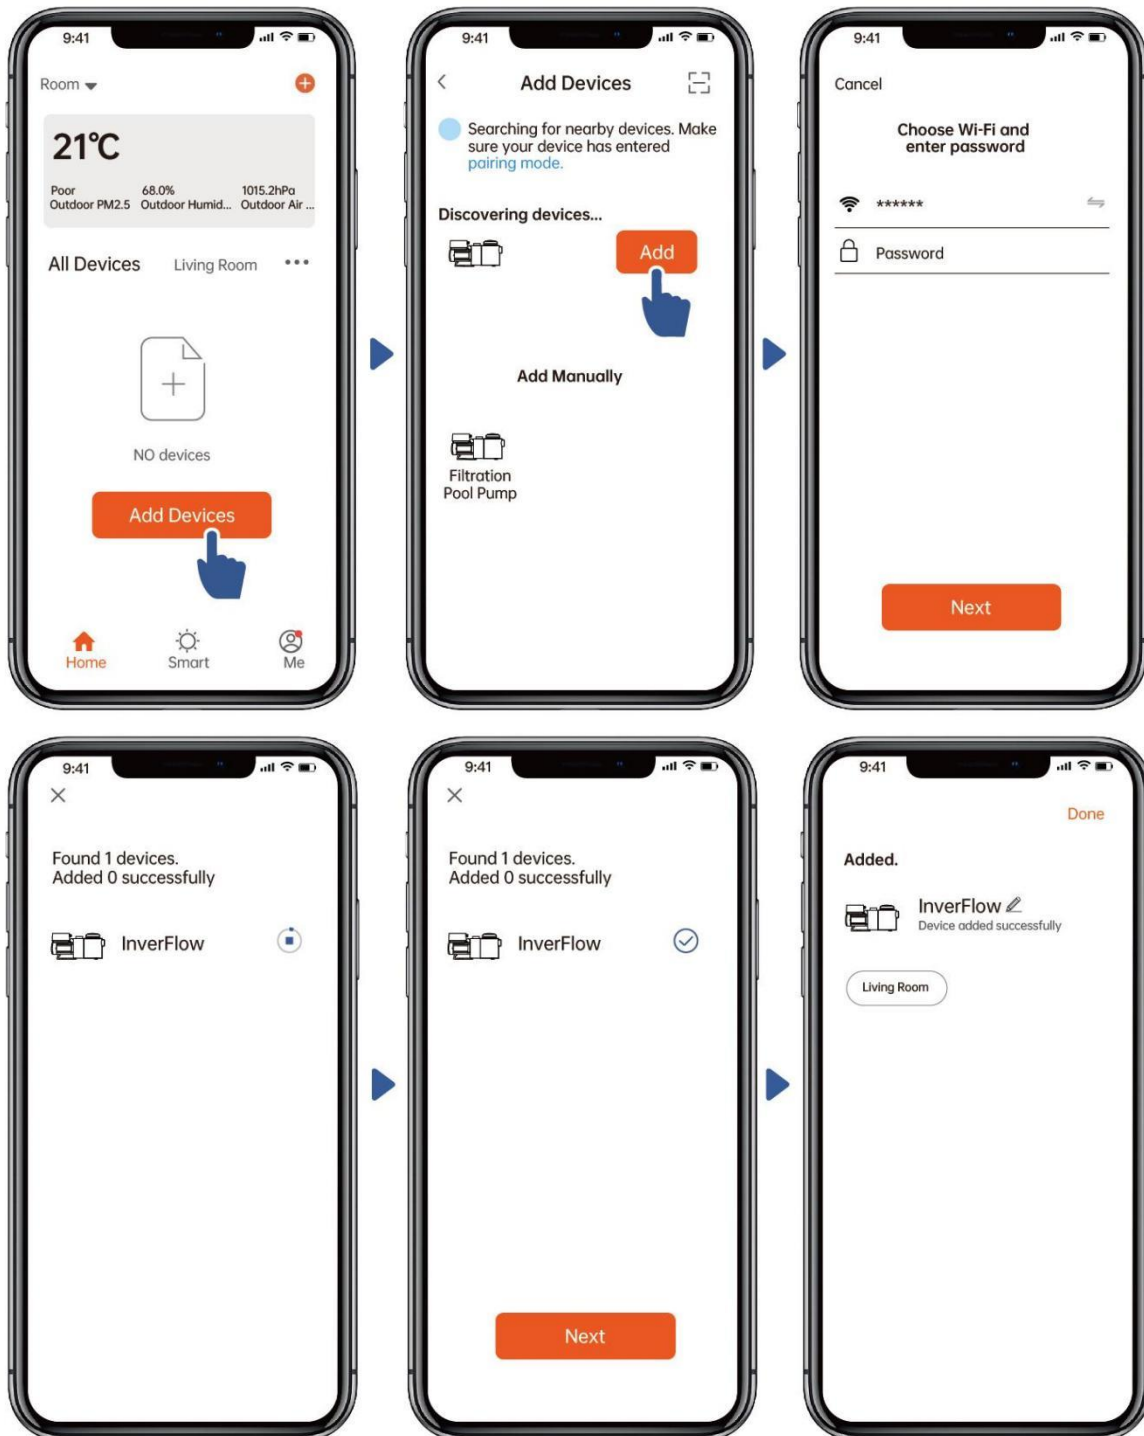 9:41
Room
21°C
Poor 68.0% 1015.2hPa
Outdoor PM2.5 Outdoor Humid... Outdoor Air ...
All Devices Living Room •••
NO devices
Add Devices
Home Smart Me
9:41
Add Devices
Searching for nearby devices. Make
sure your device has entered
pairing mode.
Discovering devices...
Add
Add Manually
Filtration
Pool Pump
9:41
Cancel
Choose Wi-Fi and
enter password
******
Password
Next
9:41
Found 1 devices.
Added 0 successfully
InverFlow
9:41
Found 1 devices.
Added 0 successfully
InverFlow
Next
9:41
Done
Added.
InverFlow
Device added successfully
Living Room